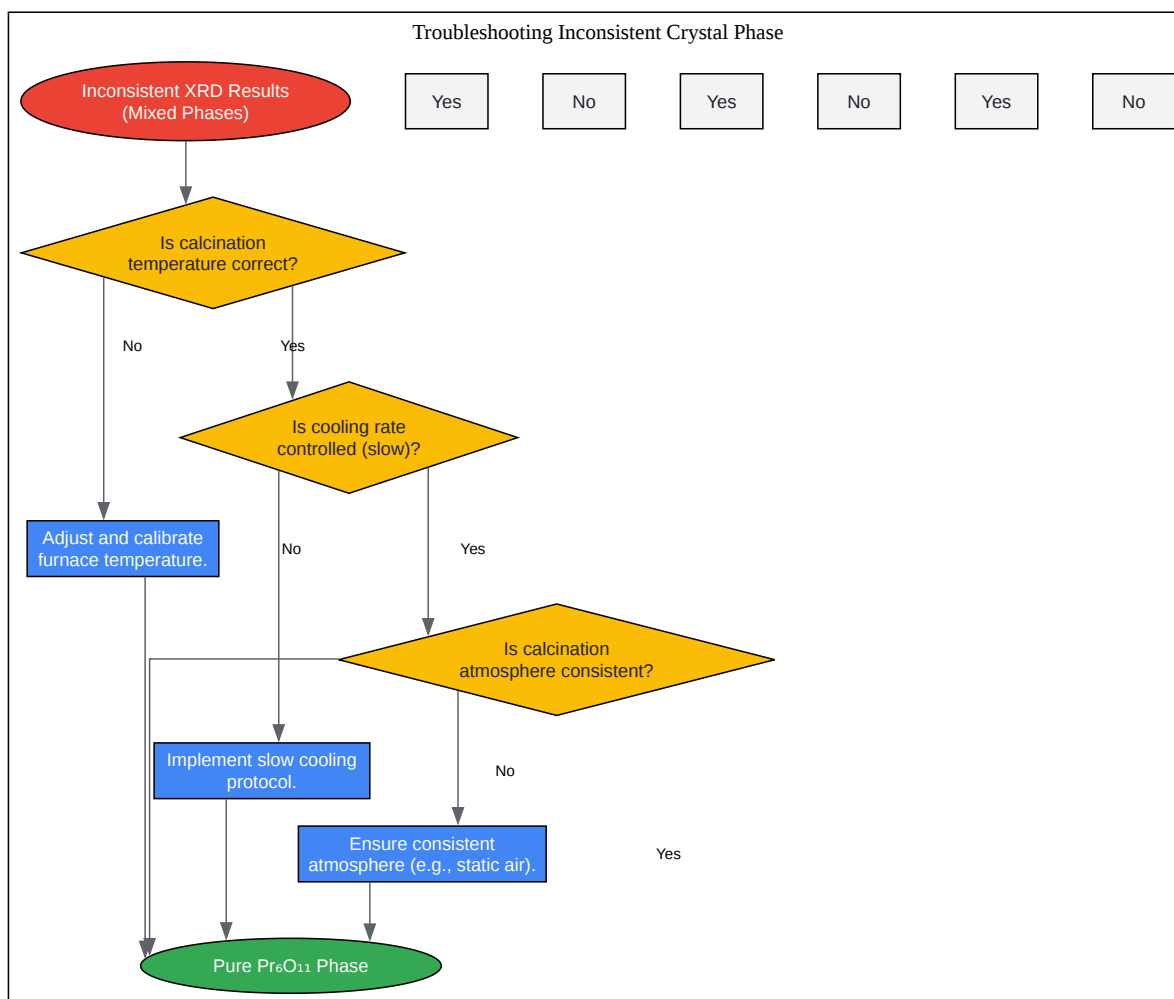 Troubleshooting Inconsistent Crystal Phase
Inconsistent XRD Results
(Mixed Phases)
Yes
No
Yes
No
Yes
No
Is calcination
temperature correct?
No
Yes
Is cooling rate
controlled (slow)?
Adjust and calibrate
furnace temperature.
No
Yes
Is calcination
atmosphere consistent?
Implement slow cooling
protocol.
No
Ensure consistent
atmosphere (e.g., static air).
Yes
Pure Pr₆O₁₁ Phase